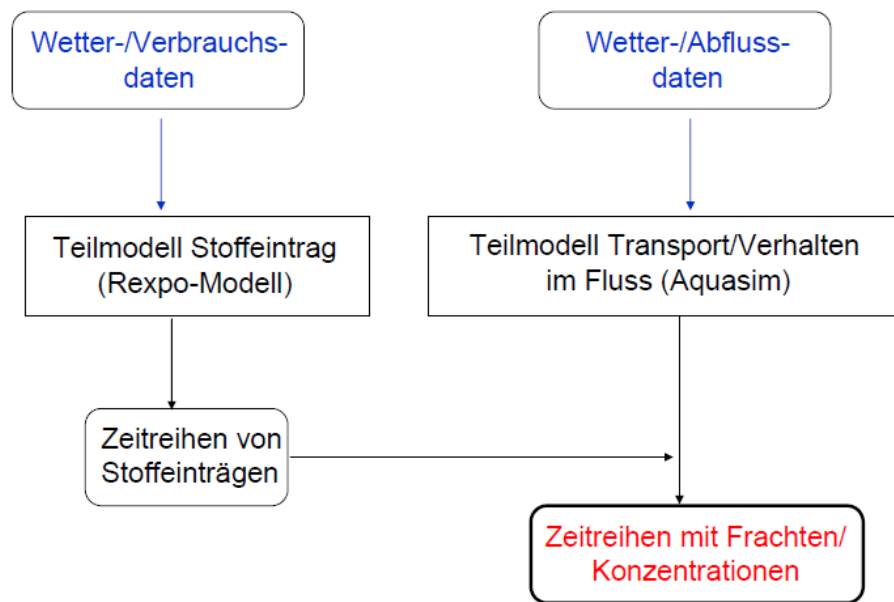 Wetter-/Verbrauchs-
daten
Wetter-/Abfluss-
daten
Teilmodell Stoffeintrag
(Rexpo-Modell)
Teilmodell Transport/Verhalten
im Fluss (Aquasim)
Zeitreihen von
Stoffeinträgen
Zeitreihen mit Frachten/
Konzentrationen